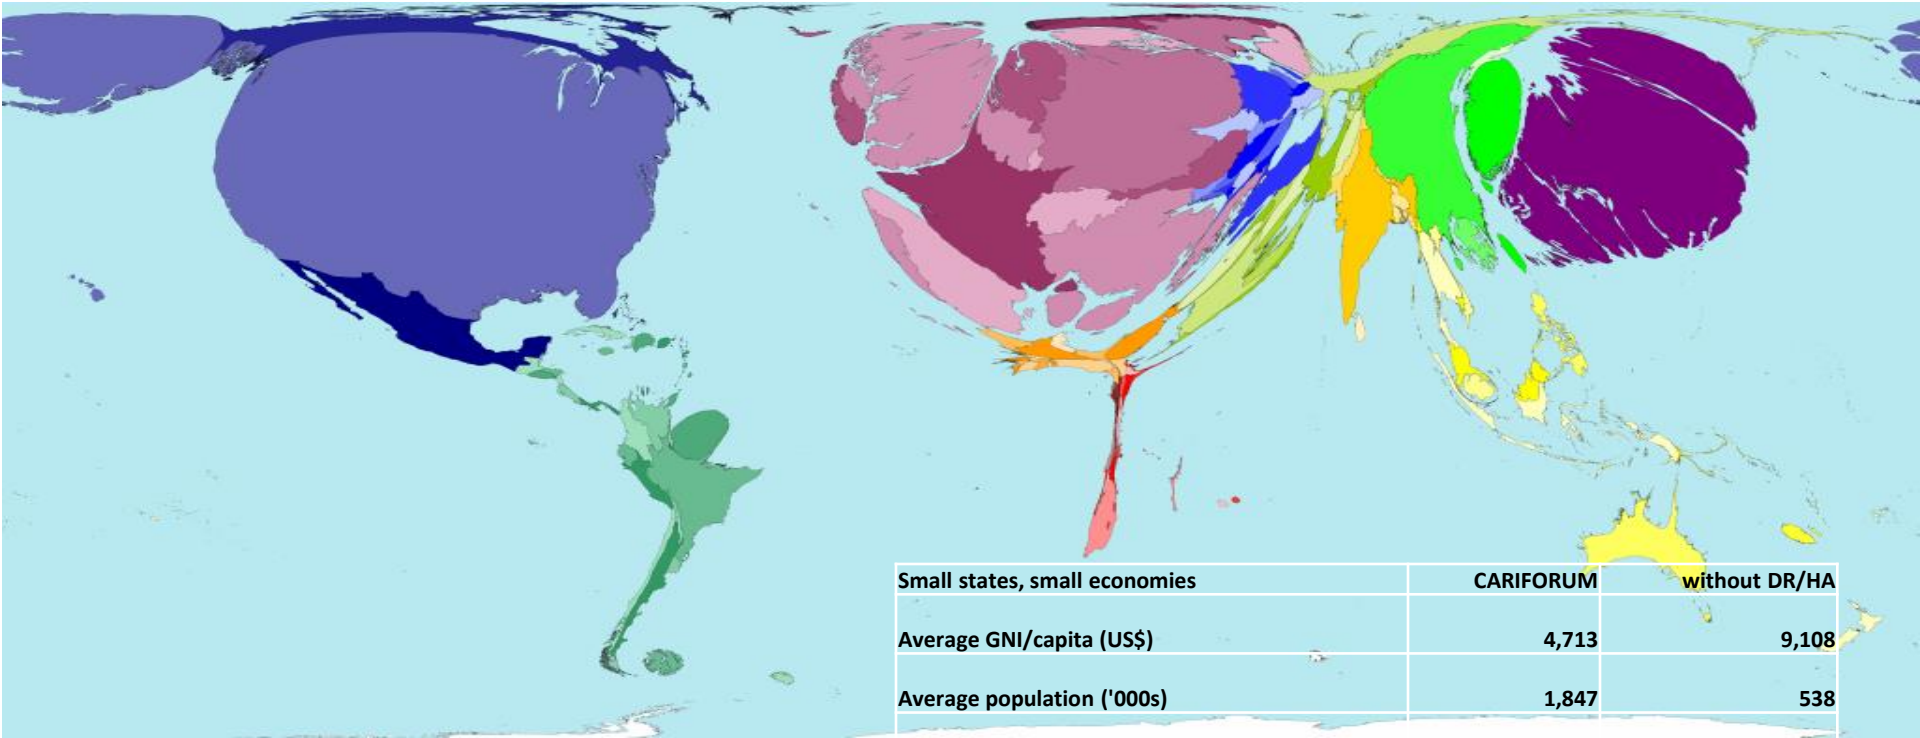 Small states, small economies CARIFORUM without DR/HA
Average GNI/capita (US$) 4,713 9,108
Average population ('000s) 1,847 538